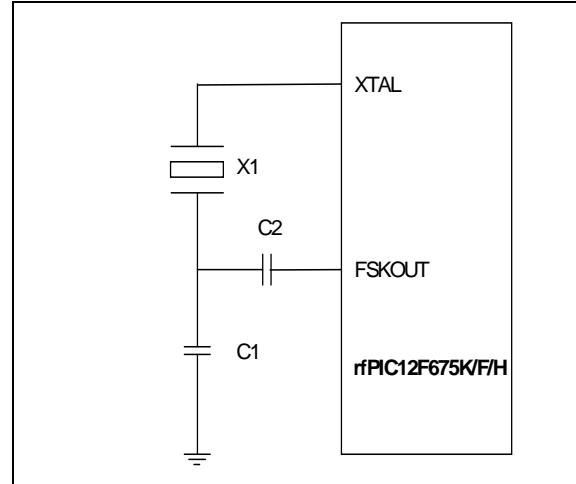 XTAL
X1
C2
FSKOUT
C1
rfPIC12F675K/F/H